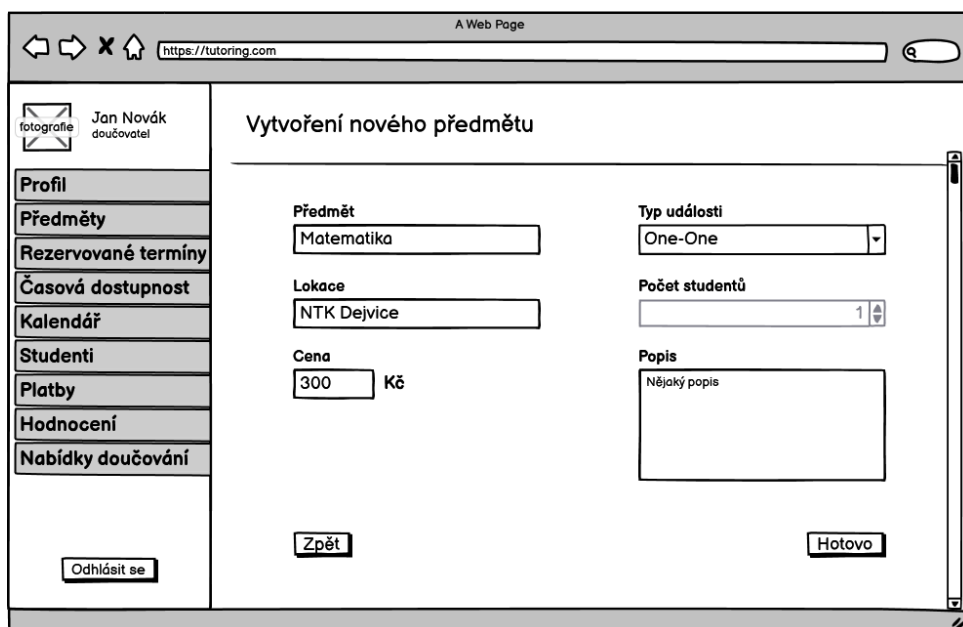 A Web Page
https://tutoring.com
fotografie
Jan Novák
doučovatel
Profil
Předměty
Rezervované termíny
Časová dostupnost
Kalendář
Studenti
Platby
Hodnocení
Nabídky doučování
Odhlásit se
Vytvoření nového předmětu
Předmět
Matematika
Lokace
NTK Dejvice
Cena
300 Kč
Typ události
One-One
Počet studentů
1
Popis
Nějaký popis
Zpět
Hotovo